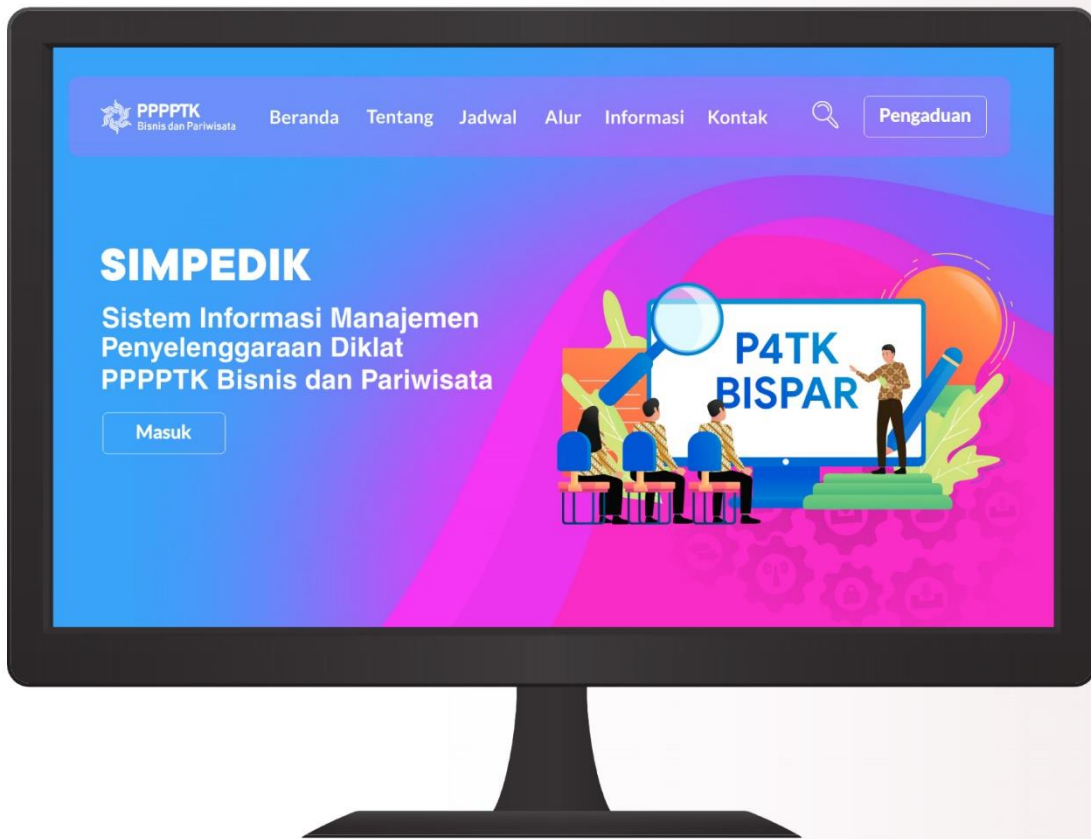 PPPPTK
Bisnis dan Pariwisata
Beranda Tentang Jadwal Alur Informasi Kontak Pengaduan
SIMPEDIK
Sistem Informasi Manajemen
Penyelenggaraan Diklat
PPPPTK Bisnis dan Pariwisata
Masuk
P4TK
BISPAR